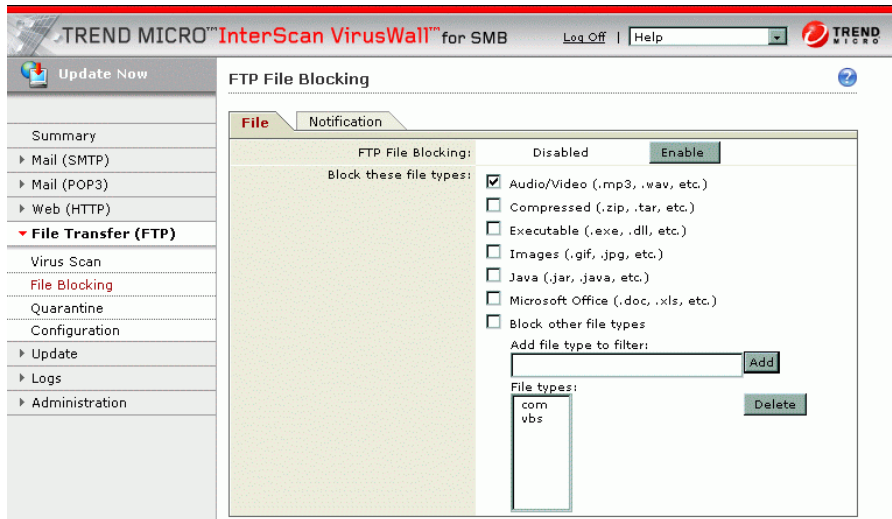 TREND MICRO™ InterScan VirusWall™ for SMB
Log Off | Help
TREND MICRO
Update Now
Summary
Mail (SMTP)
Mail (POP3)
Web (HTTP)
File Transfer (FTP)
Virus Scan
File Blocking
Quarantine
Configuration
Update
Logs
Administration
FTP File Blocking
?
File
Notification
FTP File Blocking: Disabled Enable
Block these file types:
Audio/Video (.mp3, .wav, etc.)
Compressed (.zip, .tar, etc.)
Executable (.exe, .dll, etc.)
Images (.gif, .jpg, etc.)
Java (.jar, .java, etc.)
Microsoft Office (.doc, .xls, etc.)
Block other file types
Add file type to filter:
Add
File types:
com
vbs
Delete